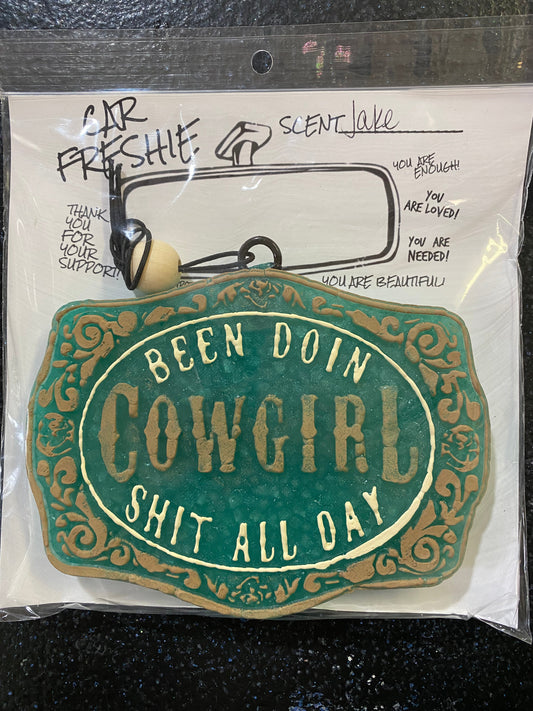 CAR
FRESHIE
SCENT Jake
YOU ARE
ENOUGH!
YOU
ARE LOVED!
YOU ARE
NEEDED!
YOU ARE BEAUTIFUL!
THANK
YOU
FOR
YOUR
SUPPORT!
BEEN DOIN
COWGIRL
SHIT ALL DAY